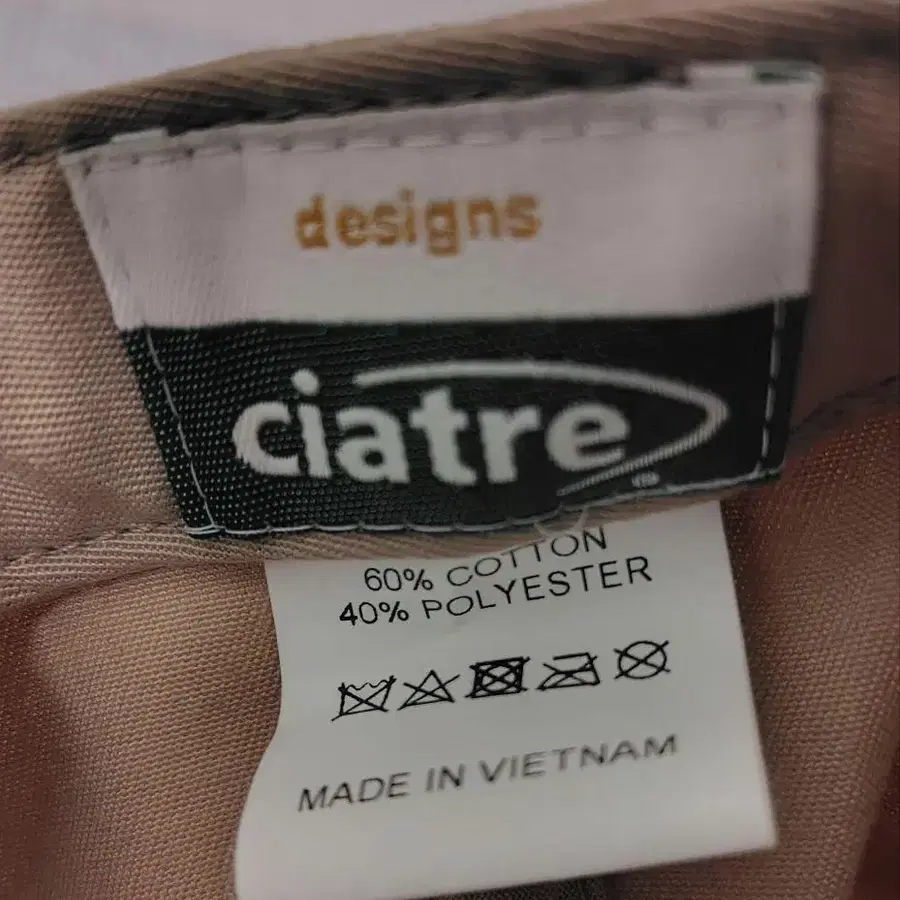 designs
ciatre
60% COTTON
40% POLYESTER
MADE IN VIETNAM